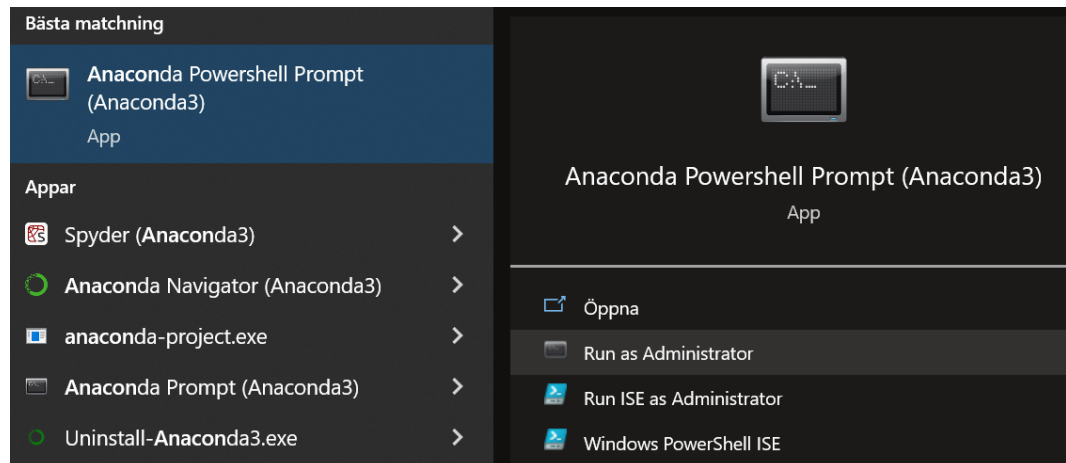 Bästa matchning
Anaconda Powershell Prompt
(Anaconda3)
App
Appar
Spyder (Anaconda3)
Anaconda Navigator (Anaconda3)
anaconda-project.exe
Anaconda Prompt (Anaconda3)
Uninstall-Anaconda3.exe
C:\_
Anaconda Powershell Prompt (Anaconda3)
App
Öppna
Run as Administrator
Run ISE as Administrator
Windows PowerShell ISE